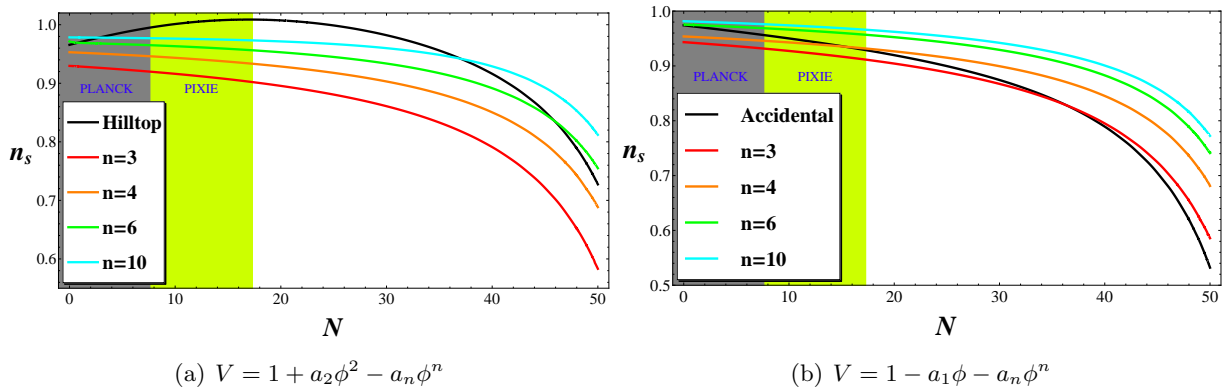 1.0
0.9
0.8
0.7
0.6
n_s
PLANCK
PIXIE
Hilltop
n=3
n=4
n=6
n=10
0 10 20 30 40 50
N
(a) V = 1 + a_2ϕ^2 − a_nϕ^n
1.0
0.9
0.8
0.7
0.6
0.5
n_s
PLANCK
PIXIE
Accidental
n=3
n=4
n=6
n=10
0 10 20 30 40 50
N
(b) V = 1 − a_1ϕ − a_nϕ^n